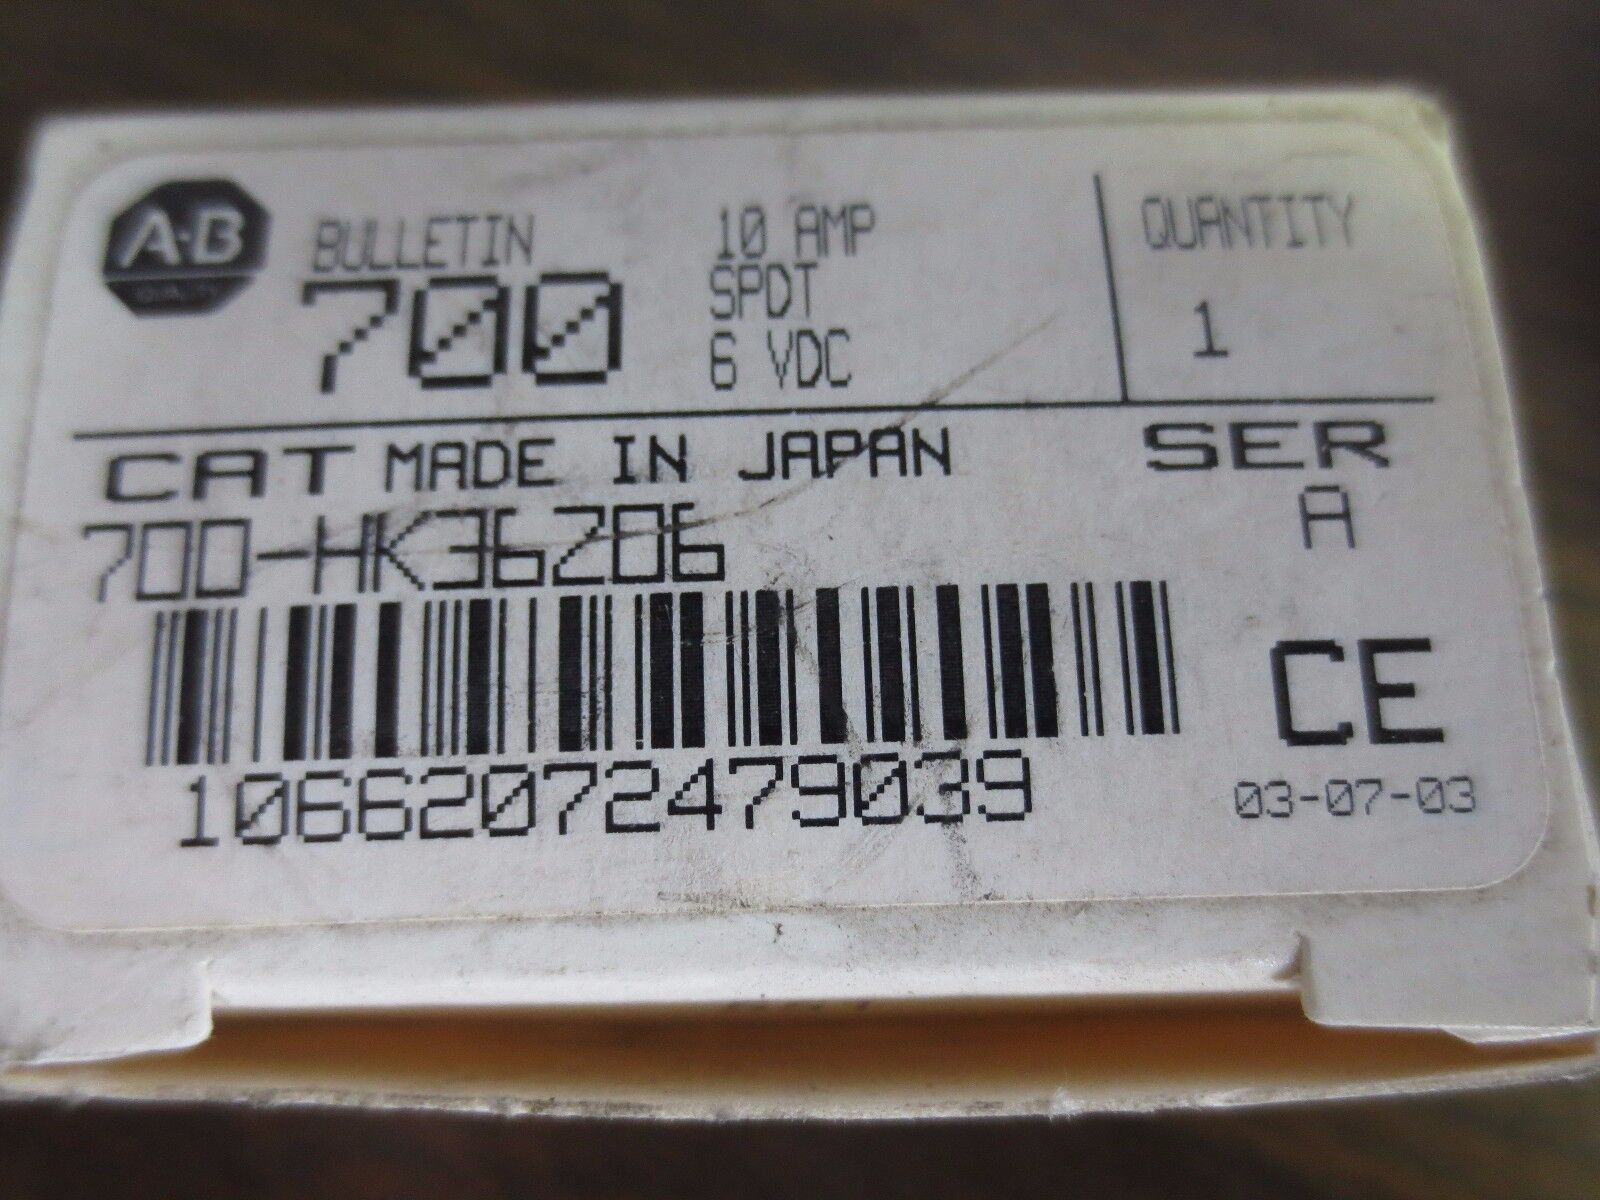 A-B
QUALITY
BULLETIN
700
10 AMP
SPDT
6 VDC
QUANTITY
1
CAT MADE IN JAPAN
700-HK36Z06
SER
A
10662072479039
CE
03-07-03